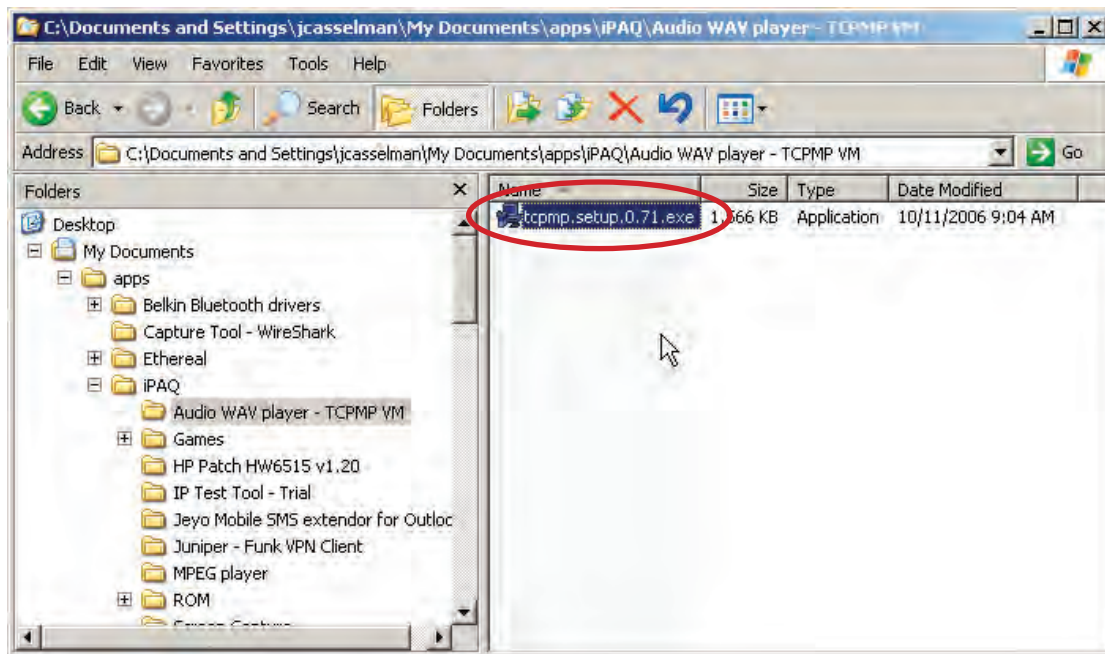 C:\Documents and Settings\jcasselman\My Documents\apps\iPAQ\Audio WAV player - TCPMP VM
File Edit View Favorites Tools Help
Back Search Folders
Address C:\Documents and Settings\jcasselman\My Documents\apps\iPAQ\Audio WAV player - TCPMP VM Go
Folders
Name Size Type Date Modified
tcpmp.setup.0.71.exe KB Application 10/11/2006 9:04 AM
Desktop
My Documents
apps
Belkin Bluetooth drivers
Capture Tool - WireShark
Ethereal
iPAQ
Audio WAV player - TCPMP VM
Games
HP Patch HW6515 v1.20
IP Test Tool - Trial
Jeyo Mobile SMS extendor for Outloc
Juniper - Funk VPN Client
MPEG player
ROM